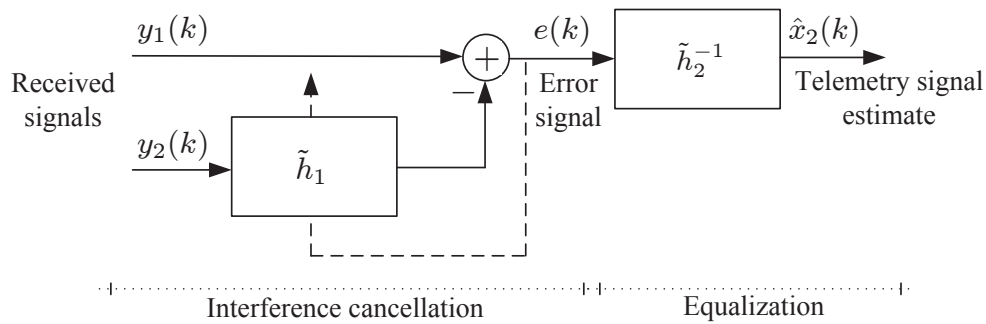 y₁(k)
+
−
e(k)
h̃₂⁻¹
x̂₂(k)
Received
signals
Error
signal
Telemetry signal
estimate
y₂(k)
h̃₁
Interference cancellation
Equalization